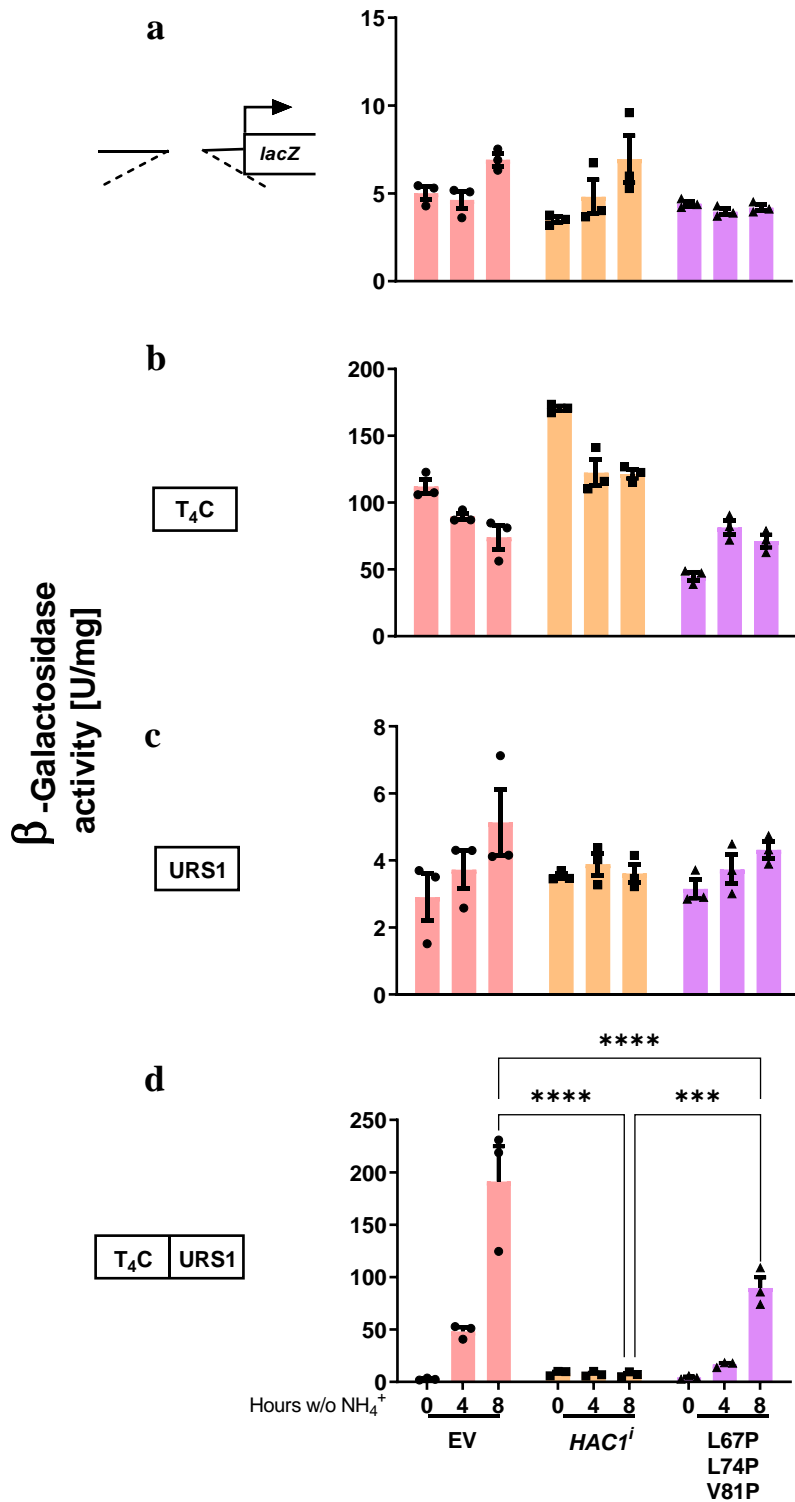 a
lacZ
15
10
5
0
b
T₄C
200
150
100
50
0
β-Galactosidase
activity [U/mg]
c
URS1
8
6
4
2
0
d
T₄C URS1
**** 
**** ***
250
200
150
100
50
0
Hours w/o NH₄⁺ 0 4 8 0 4 8 0 4 8
EV HAC1ⁱ L67P
L74P
V81P